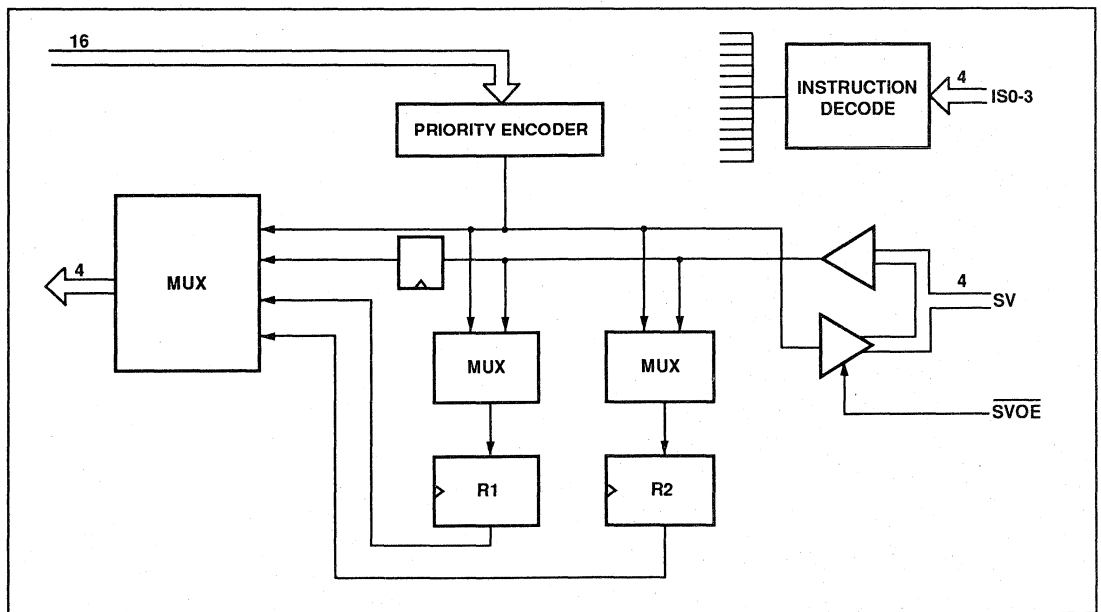 16
PRIORITY ENCODER
INSTRUCTION
DECODE
4
IS0-3
MUX
4
4
SV
MUX
MUX
SVOE
R1
R2